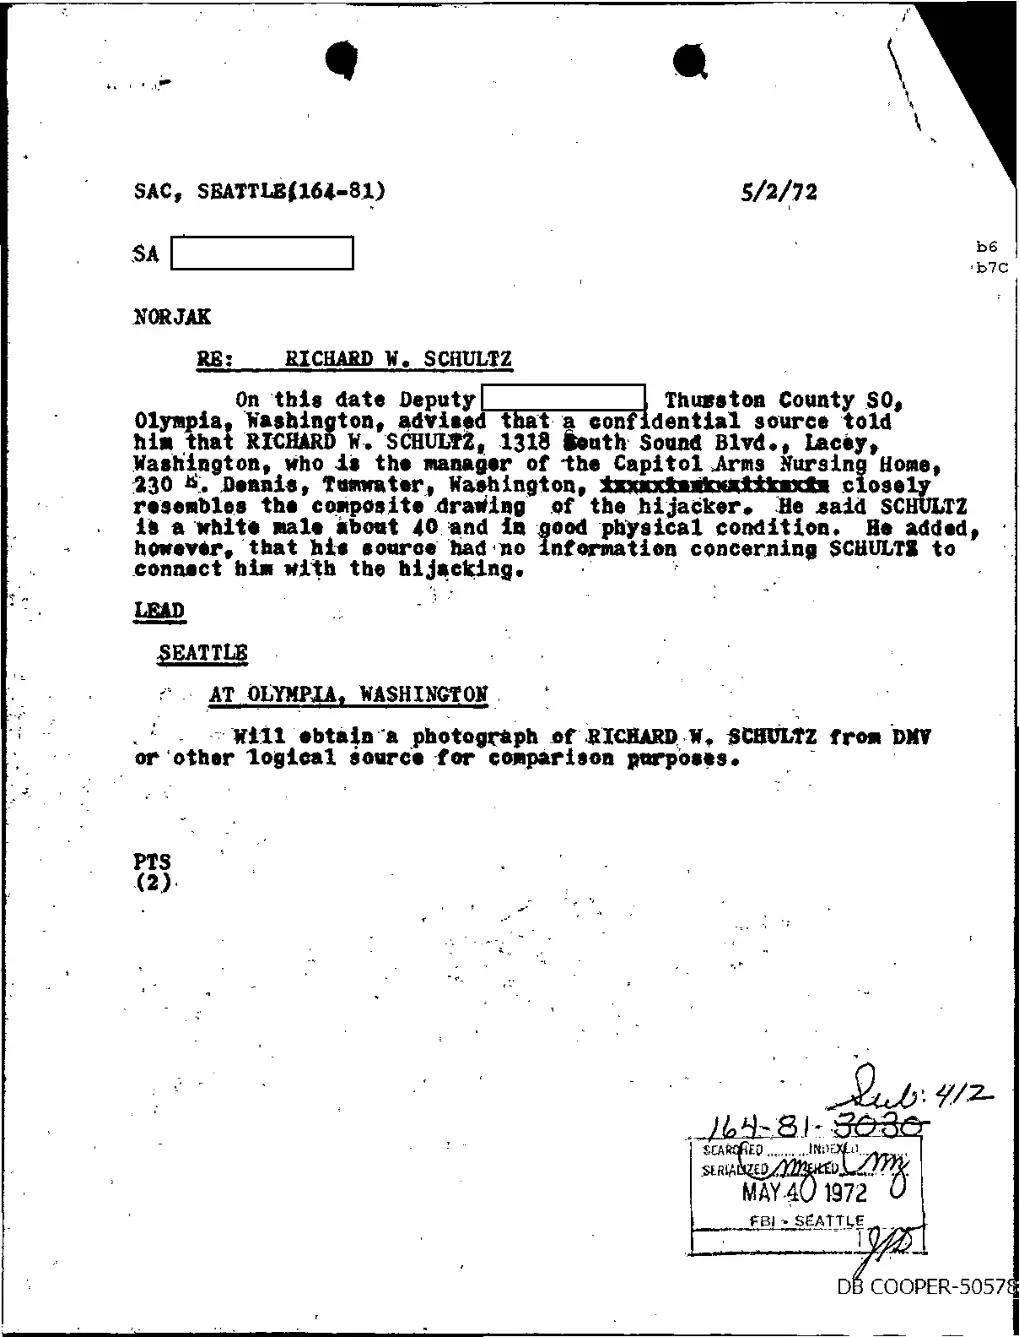 SAC, SEATTLE(164-81) 5/2/72
SA
b6
b7C
NORJAK
RE: RICHARD W. SCHULTZ
On this date Deputy , Thurston County SO,
Olympia, Washington, advised that a confidential source told
him that RICHARD W. SCHULTZ, 1318 South Sound Blvd., Lacey,
Washington, who is the manager of the Capitol Arms Nursing Home,
230 . Dennis, Tumwater, Washington, closely
resembles the composite drawing of the hijacker. He said SCHULTZ
is a white male about 40 and in good physical condition. He added,
however, that his source had no information concerning SCHULTZ to
connect him with the hijacking.
LEAD
SEATTLE
AT OLYMPIA, WASHINGTON
Will obtain a photograph of RICHARD W. SCHULTZ from DMV
or other logical source for comparison purposes.
PTS
(2)
Sub: 412
164-81-3030
SEARCHED INDEXED
SERIALIZED FILED
MAY 4 1972
FBI - SEATTLE
DB COOPER-50578